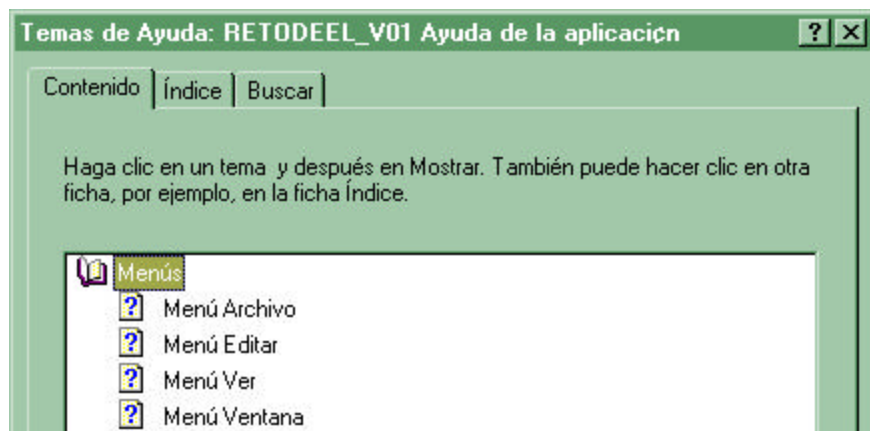 Temas de Ayuda: RETODEEL_V01 Ayuda de la aplicación
Contenido Índice Buscar
Haga clic en un tema y después en Mostrar. También puede hacer clic en otra
ficha, por ejemplo, en la ficha Índice.
Menús
Menú Archivo
Menú Editar
Menú Ver
Menú Ventana